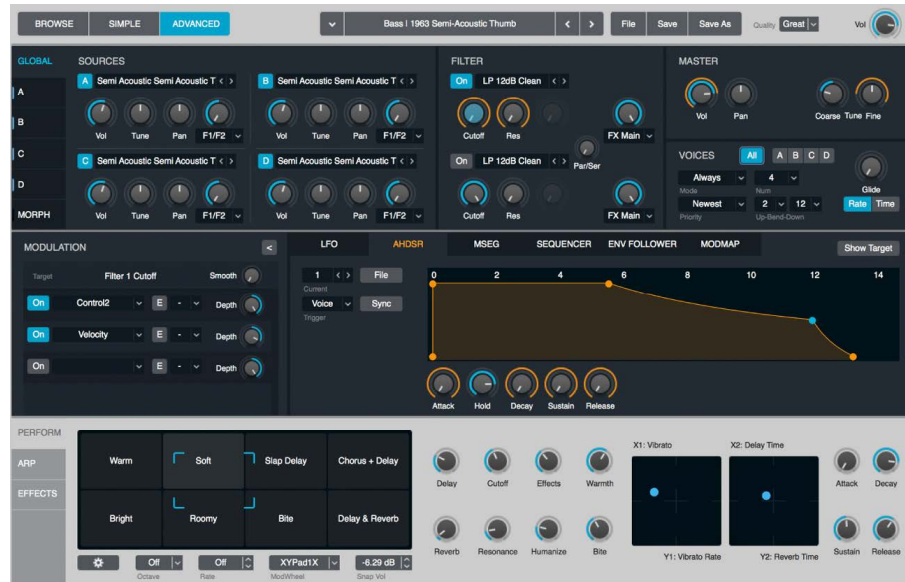 BROWSE SIMPLE ADVANCED Bass | 1963 Semi-Acoustic Thumb < > File Save Save As Quality Great Vol
GLOBAL SOURCES FILTER MASTER
A Semi Acoustic Semi Acoustic T < > B Semi Acoustic Semi Acoustic T < > On LP 12dB Clean < >
A
B
Vol Tune Pan F1/F2 Vol Tune Pan F1/F2 Cutoff Res FX Main Vol Pan Coarse Tune Fine
C
C Semi Acoustic Semi Acoustic T < > D Semi Acoustic Semi Acoustic T < > On LP 12dB Clean < > Par/Ser VOICES All A B C D
D
Always 4
Mode Num Glide
MORPH Vol Tune Pan F1/F2 Vol Tune Pan F1/F2 Cutoff Res FX Main Newest 2 12 Rate Time
Priority Up-Bend-Down
MODULATION < LFO AHDSR MSEG SEQUENCER ENV FOLLOWER MODMAP Show Target
Target Filter 1 Cutoff Smooth 1 < > File 0 2 4 6 8 10 12 14
Current
On Control2 E - Depth Voice Sync
Trigger
On Velocity E - Depth
On E - Depth
Attack Hold Decay Sustain Release
PERFORM
ARP
EFFECTS
Warm Soft Slap Delay Chorus + Delay
Bright Roomy Bite Delay & Reverb
Off Off XYPad1X -6.29 dB
Octave Rate ModWheel Snap Vol
Delay Cutoff Effects Warmth
Reverb Resonance Humanize Bite
X1: Vibrato X2: Delay Time
Y1: Vibrato Rate Y2: Reverb Time
Attack Decay
Sustain Release